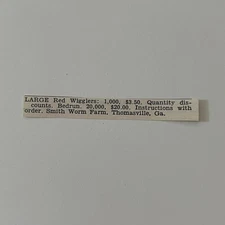 LARGE Red Wigglers: 1,000, $3.50. Quantity dis-
counts. Bedrun. 20,000, $20.00. Instructions with
order. Smith Worm Farm, Thomasville, Ga.